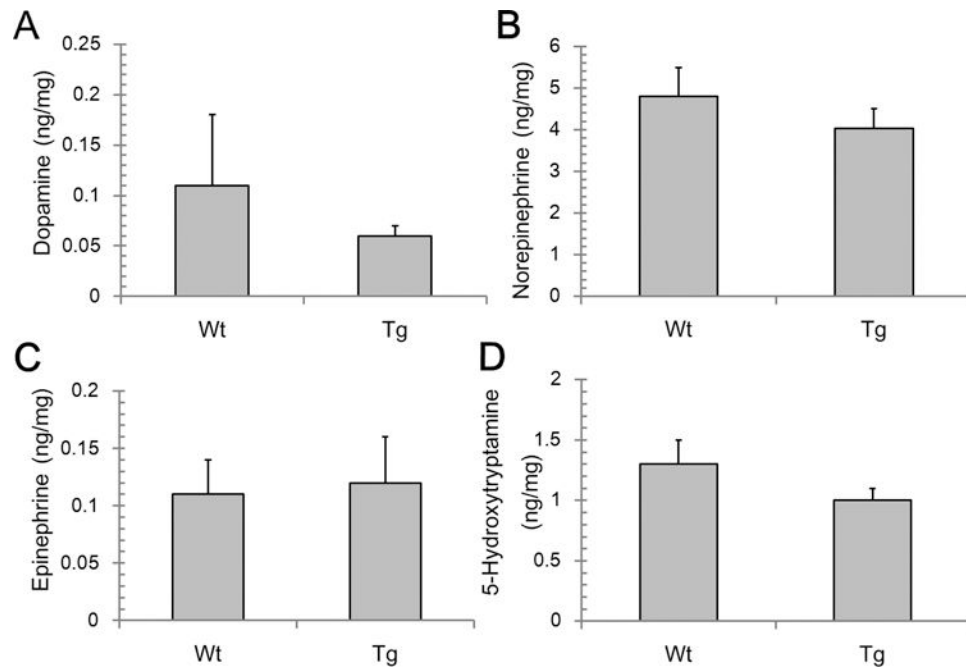 A
Dopamine (ng/mg)
0.25
0.2
0.15
0.1
0.05
0
Wt
Tg
B
Norepinephrine (ng/mg)
6
5
4
3
2
1
0
Wt
Tg
C
Epinephrine (ng/mg)
0.2
0.15
0.1
0.05
0
Wt
Tg
D
5-Hydroxytryptamine
(ng/mg)
2
1.5
1
0.5
0
Wt
Tg